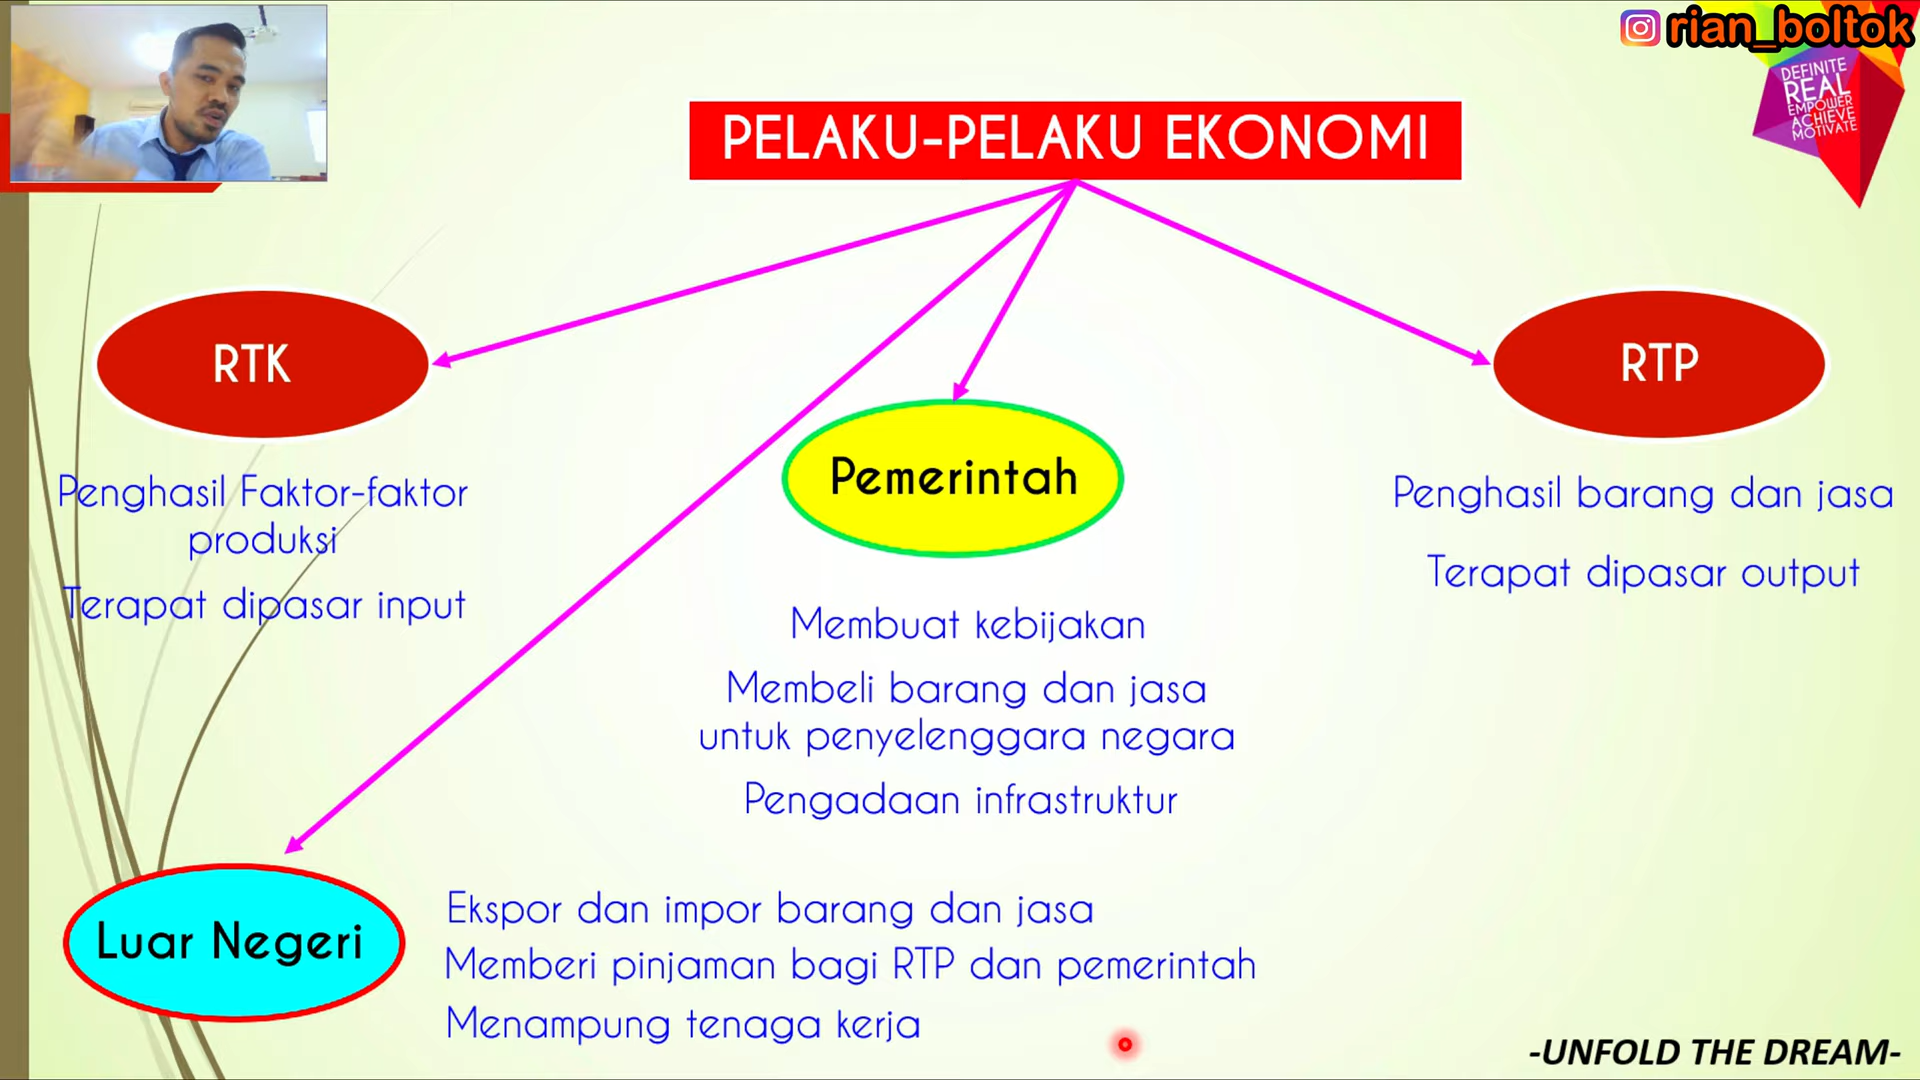 rian_boltok
DEFINITE
REAL
EMPOWER
ACHIEVE
MOTIVATE
PELAKU-PELAKU EKONOMI
RTK
Penghasil Faktor-faktor
produksi
Terapat dipasar input
Pemerintah
Membuat kebijakan
Membeli barang dan jasa
untuk penyelenggara negara
Pengadaan infrastruktur
RTP
Penghasil barang dan jasa
Terapat dipasar output
Luar Negeri
Ekspor dan impor barang dan jasa
Memberi pinjaman bagi RTP dan pemerintah
Menampung tenaga kerja
-UNFOLD THE DREAM-